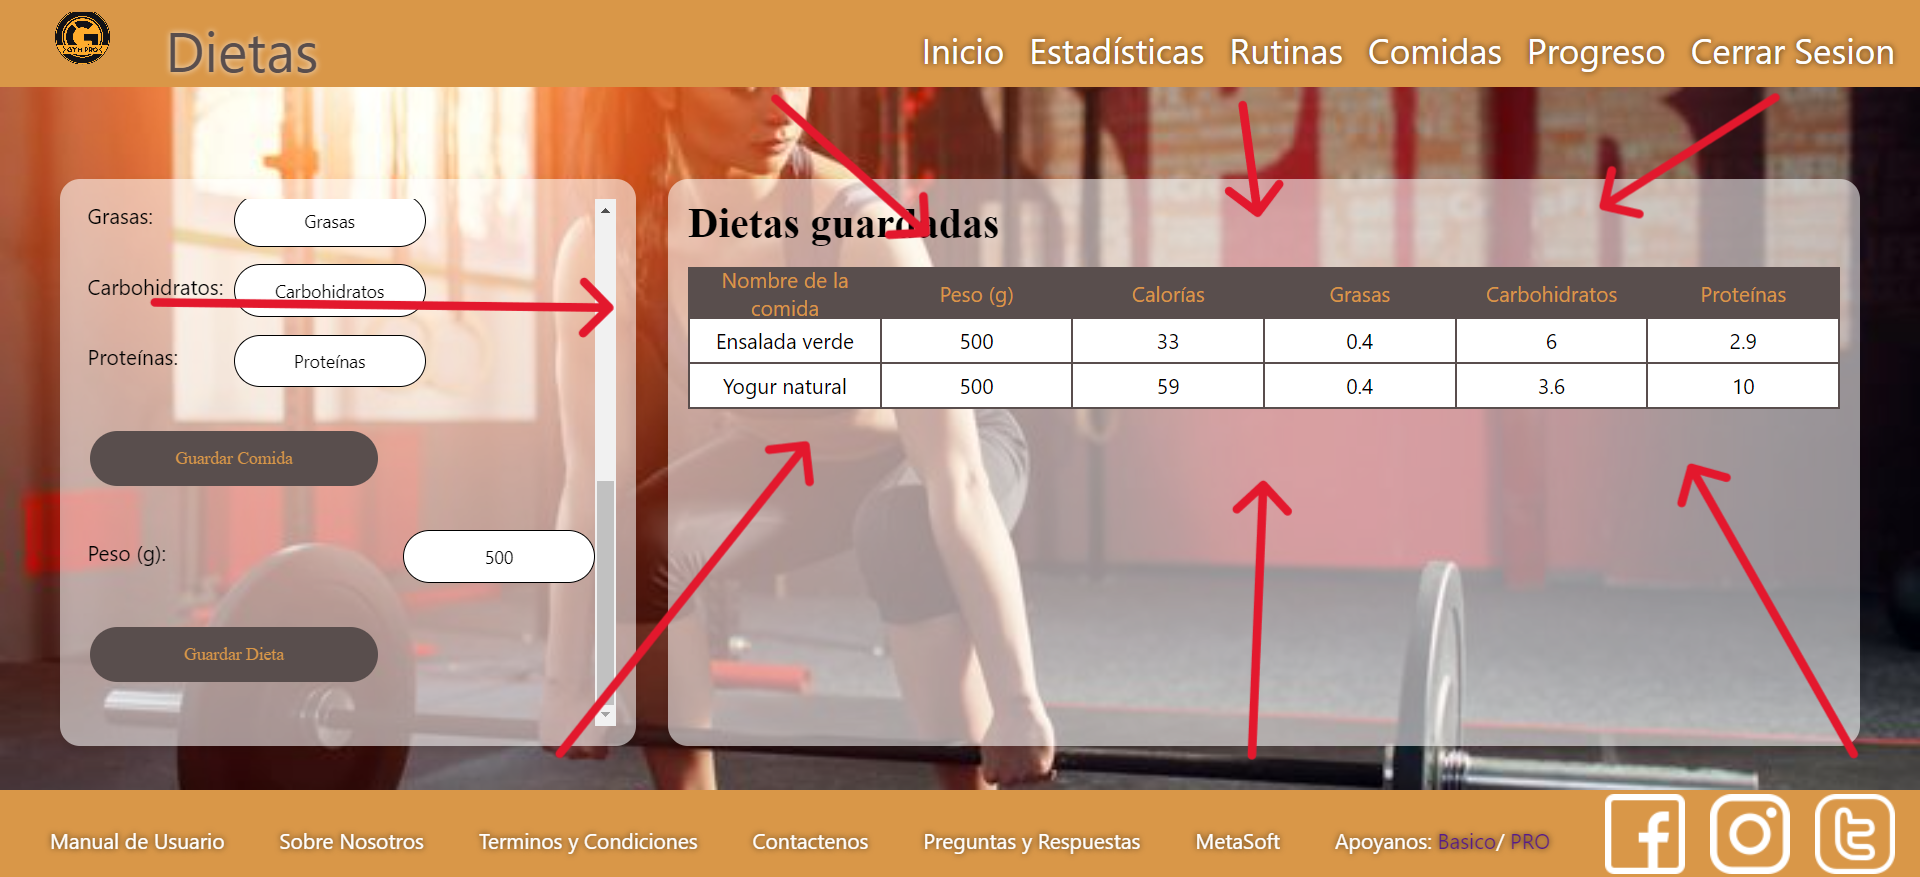 GYM PRO
Dietas
Inicio Estadísticas Rutinas Comidas Progreso Cerrar Sesion
Grasas: Grasas
Carbohidratos: Carbohidratos
Proteínas: Proteínas
Guardar Comida
Peso (g): 500
Guardar Dieta
Dietas guardadas
Nombre de la comida Peso (g) Calorías Grasas Carbohidratos Proteínas
Ensalada verde 500 33 0.4 6 2.9
Yogur natural 500 59 0.4 3.6 10
Manual de Usuario Sobre Nosotros Terminos y Condiciones Contactenos Preguntas y Respuestas MetaSoft Apoyanos: Basico/ PRO